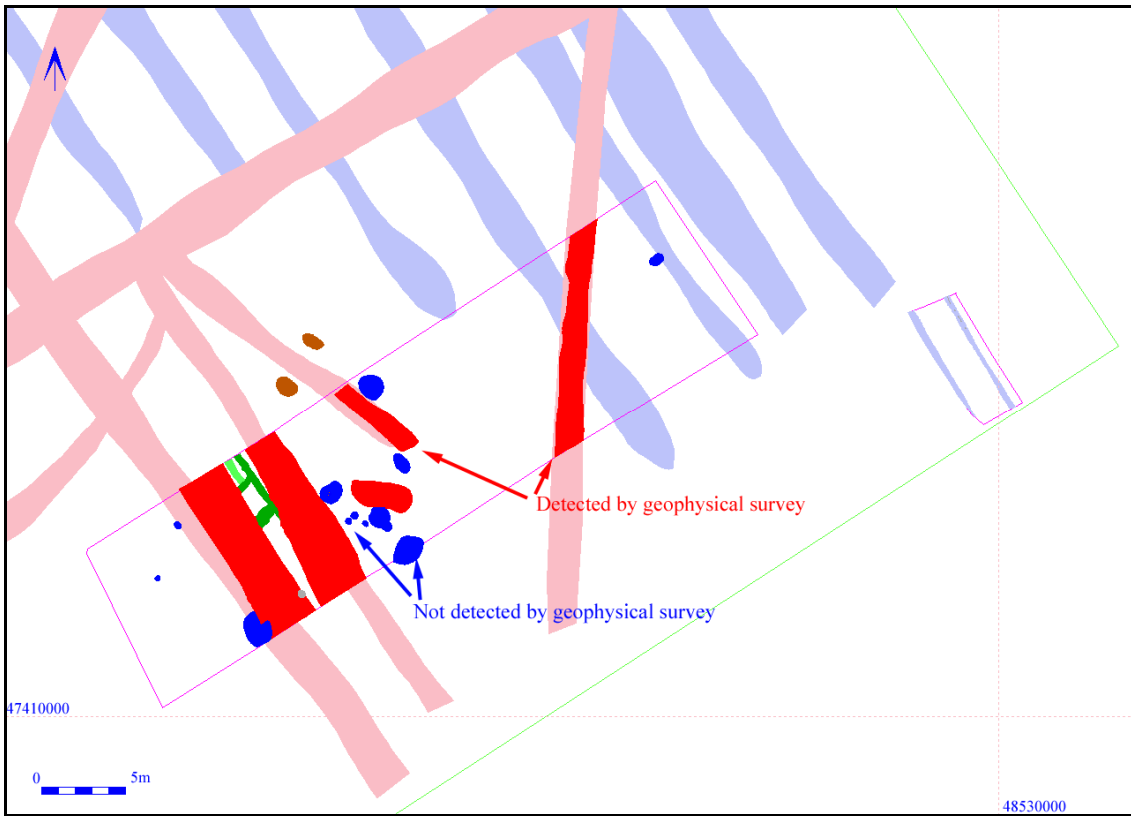 Detected by geophysical survey
Not detected by geophysical survey
47410000
0 5m
48530000